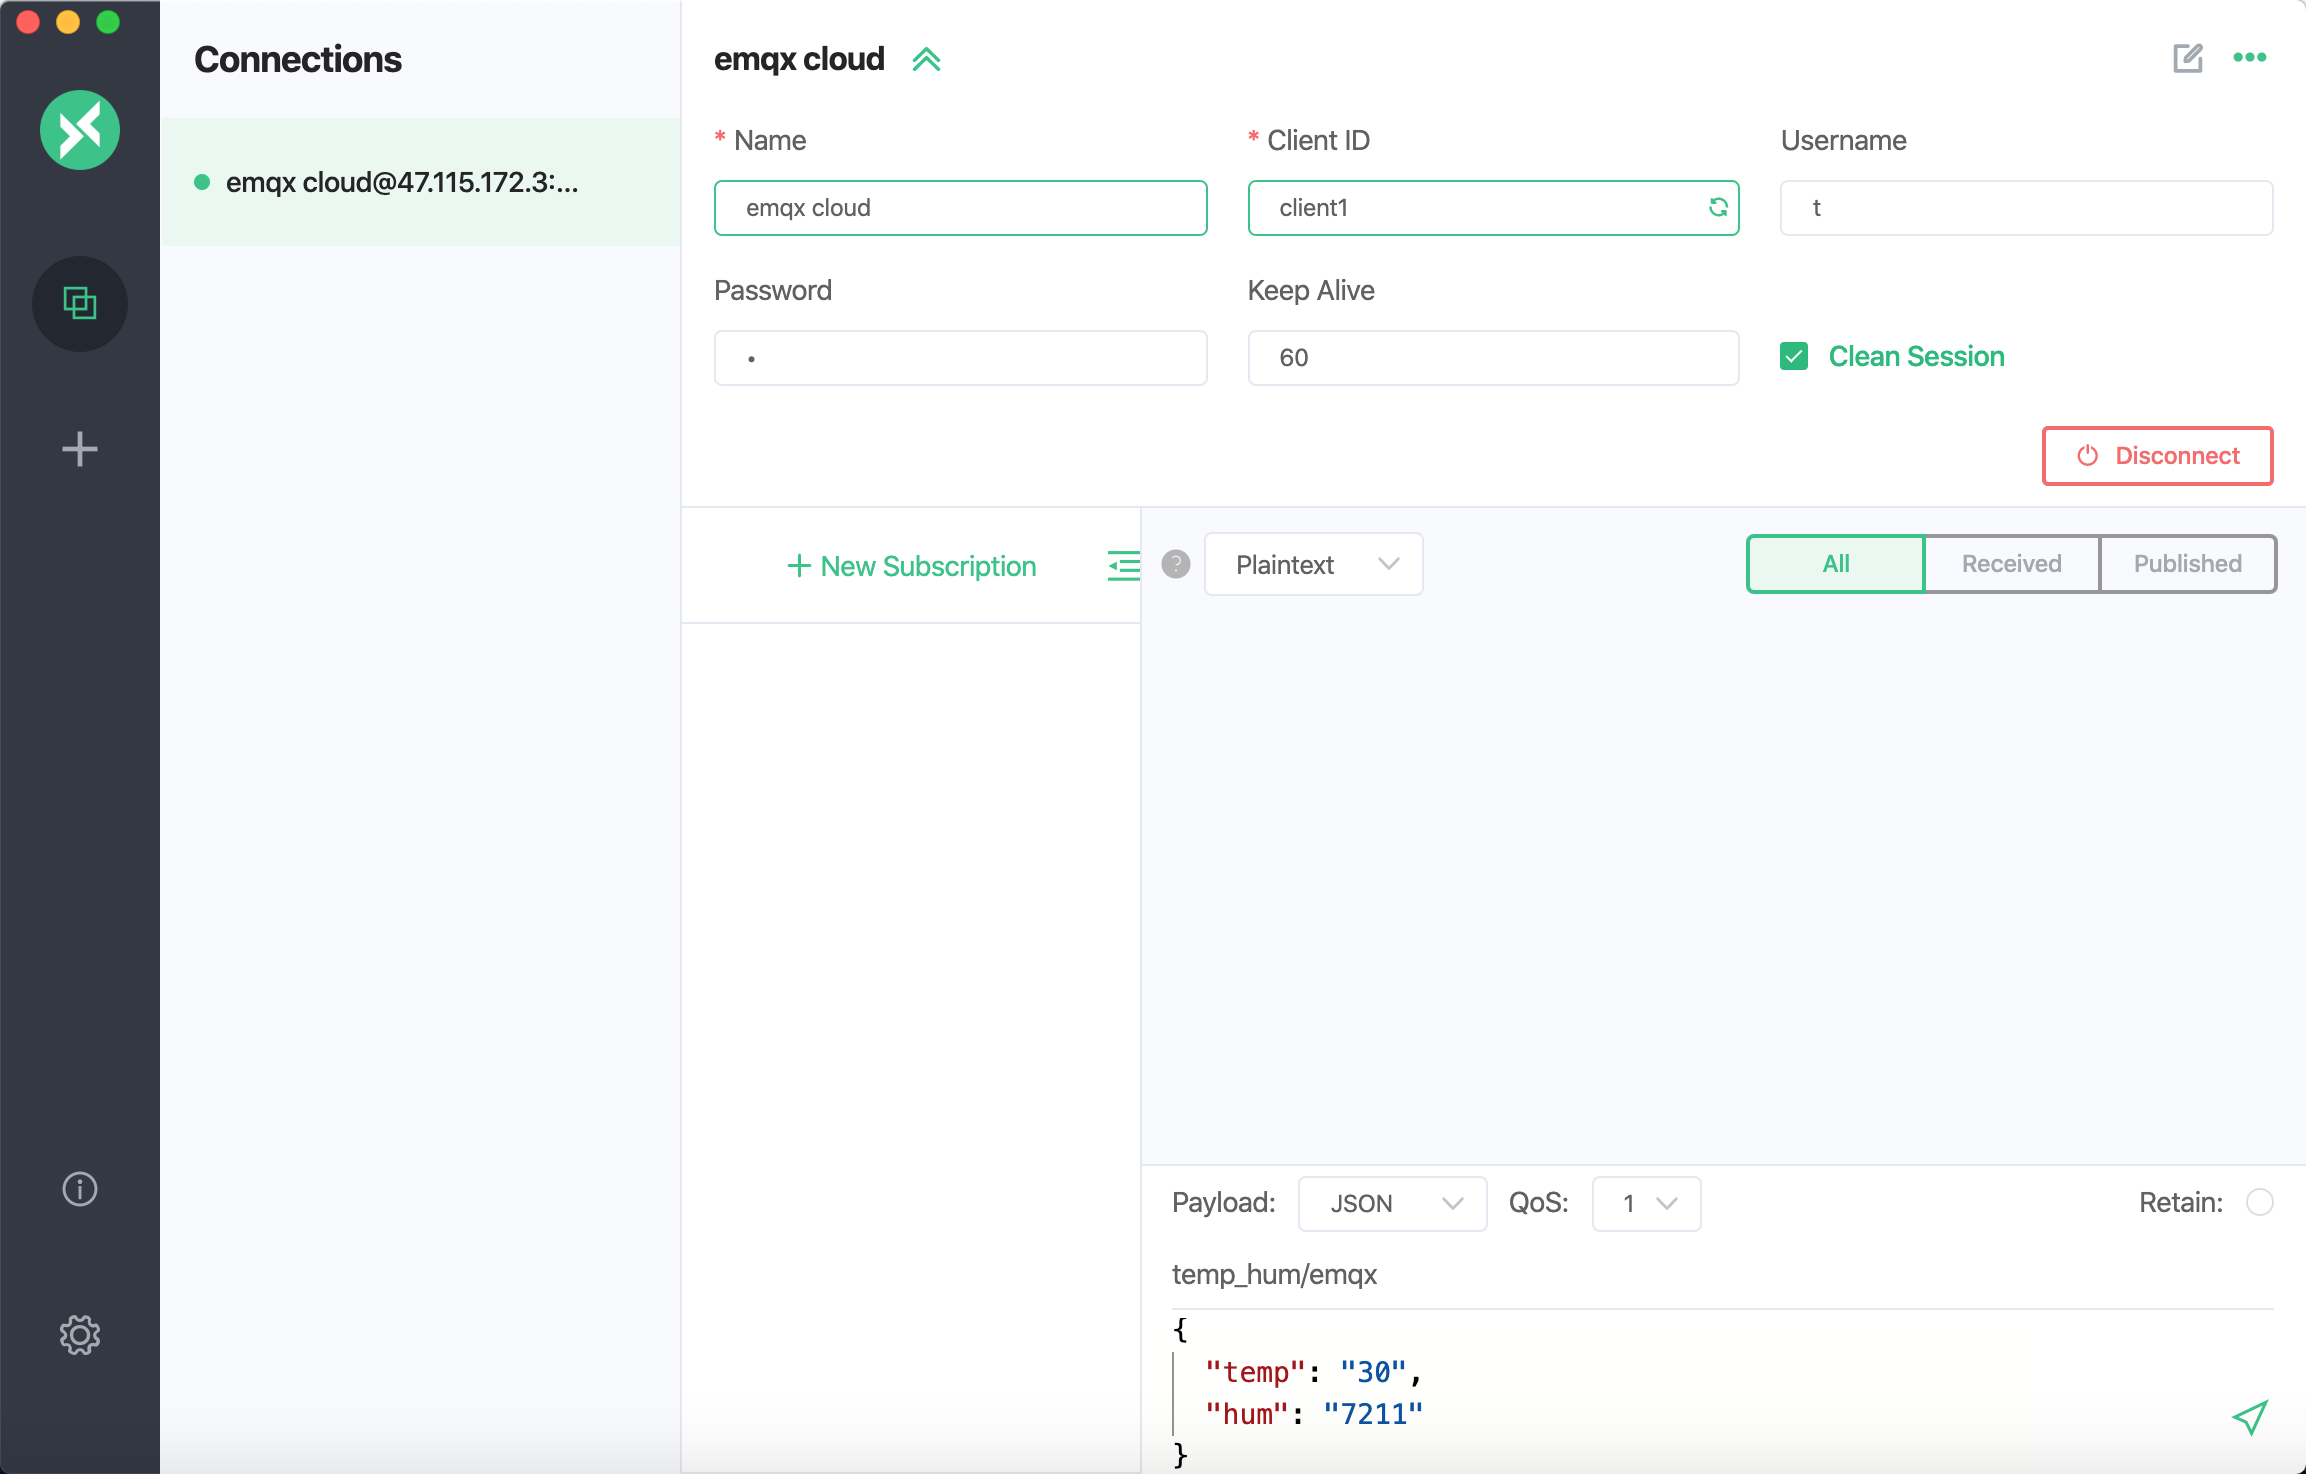 Connections
emqx cloud@47.115.172.3:...
emqx cloud
* Name
emqx cloud
* Client ID
client1
Username
t
Password
•
Keep Alive
60
Clean Session
Disconnect
+ New Subscription
?
Plaintext
All
Received
Published
Payload:
JSON
QoS:
1
Retain:
temp_hum/emqx
{
"temp": "30",
"hum": "7211"
}